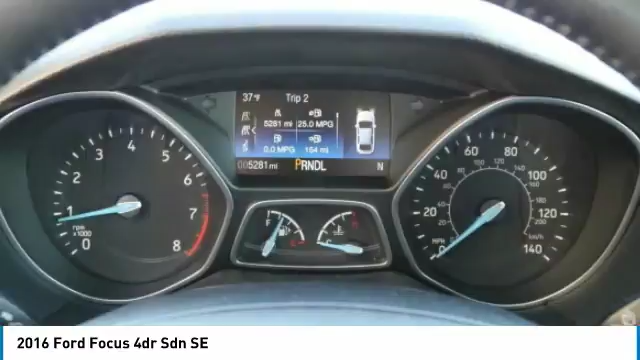 37°F Trip 2
5281 mi 25.0 MPG
0.0 MPG 154 mi
005281 mi PRNDL N
0 1 2 3 4 5 6 7 8
rpm
x1000
0 20 40 60 80 100 120 140
MPH
km/h
2016 Ford Focus 4dr Sdn SE